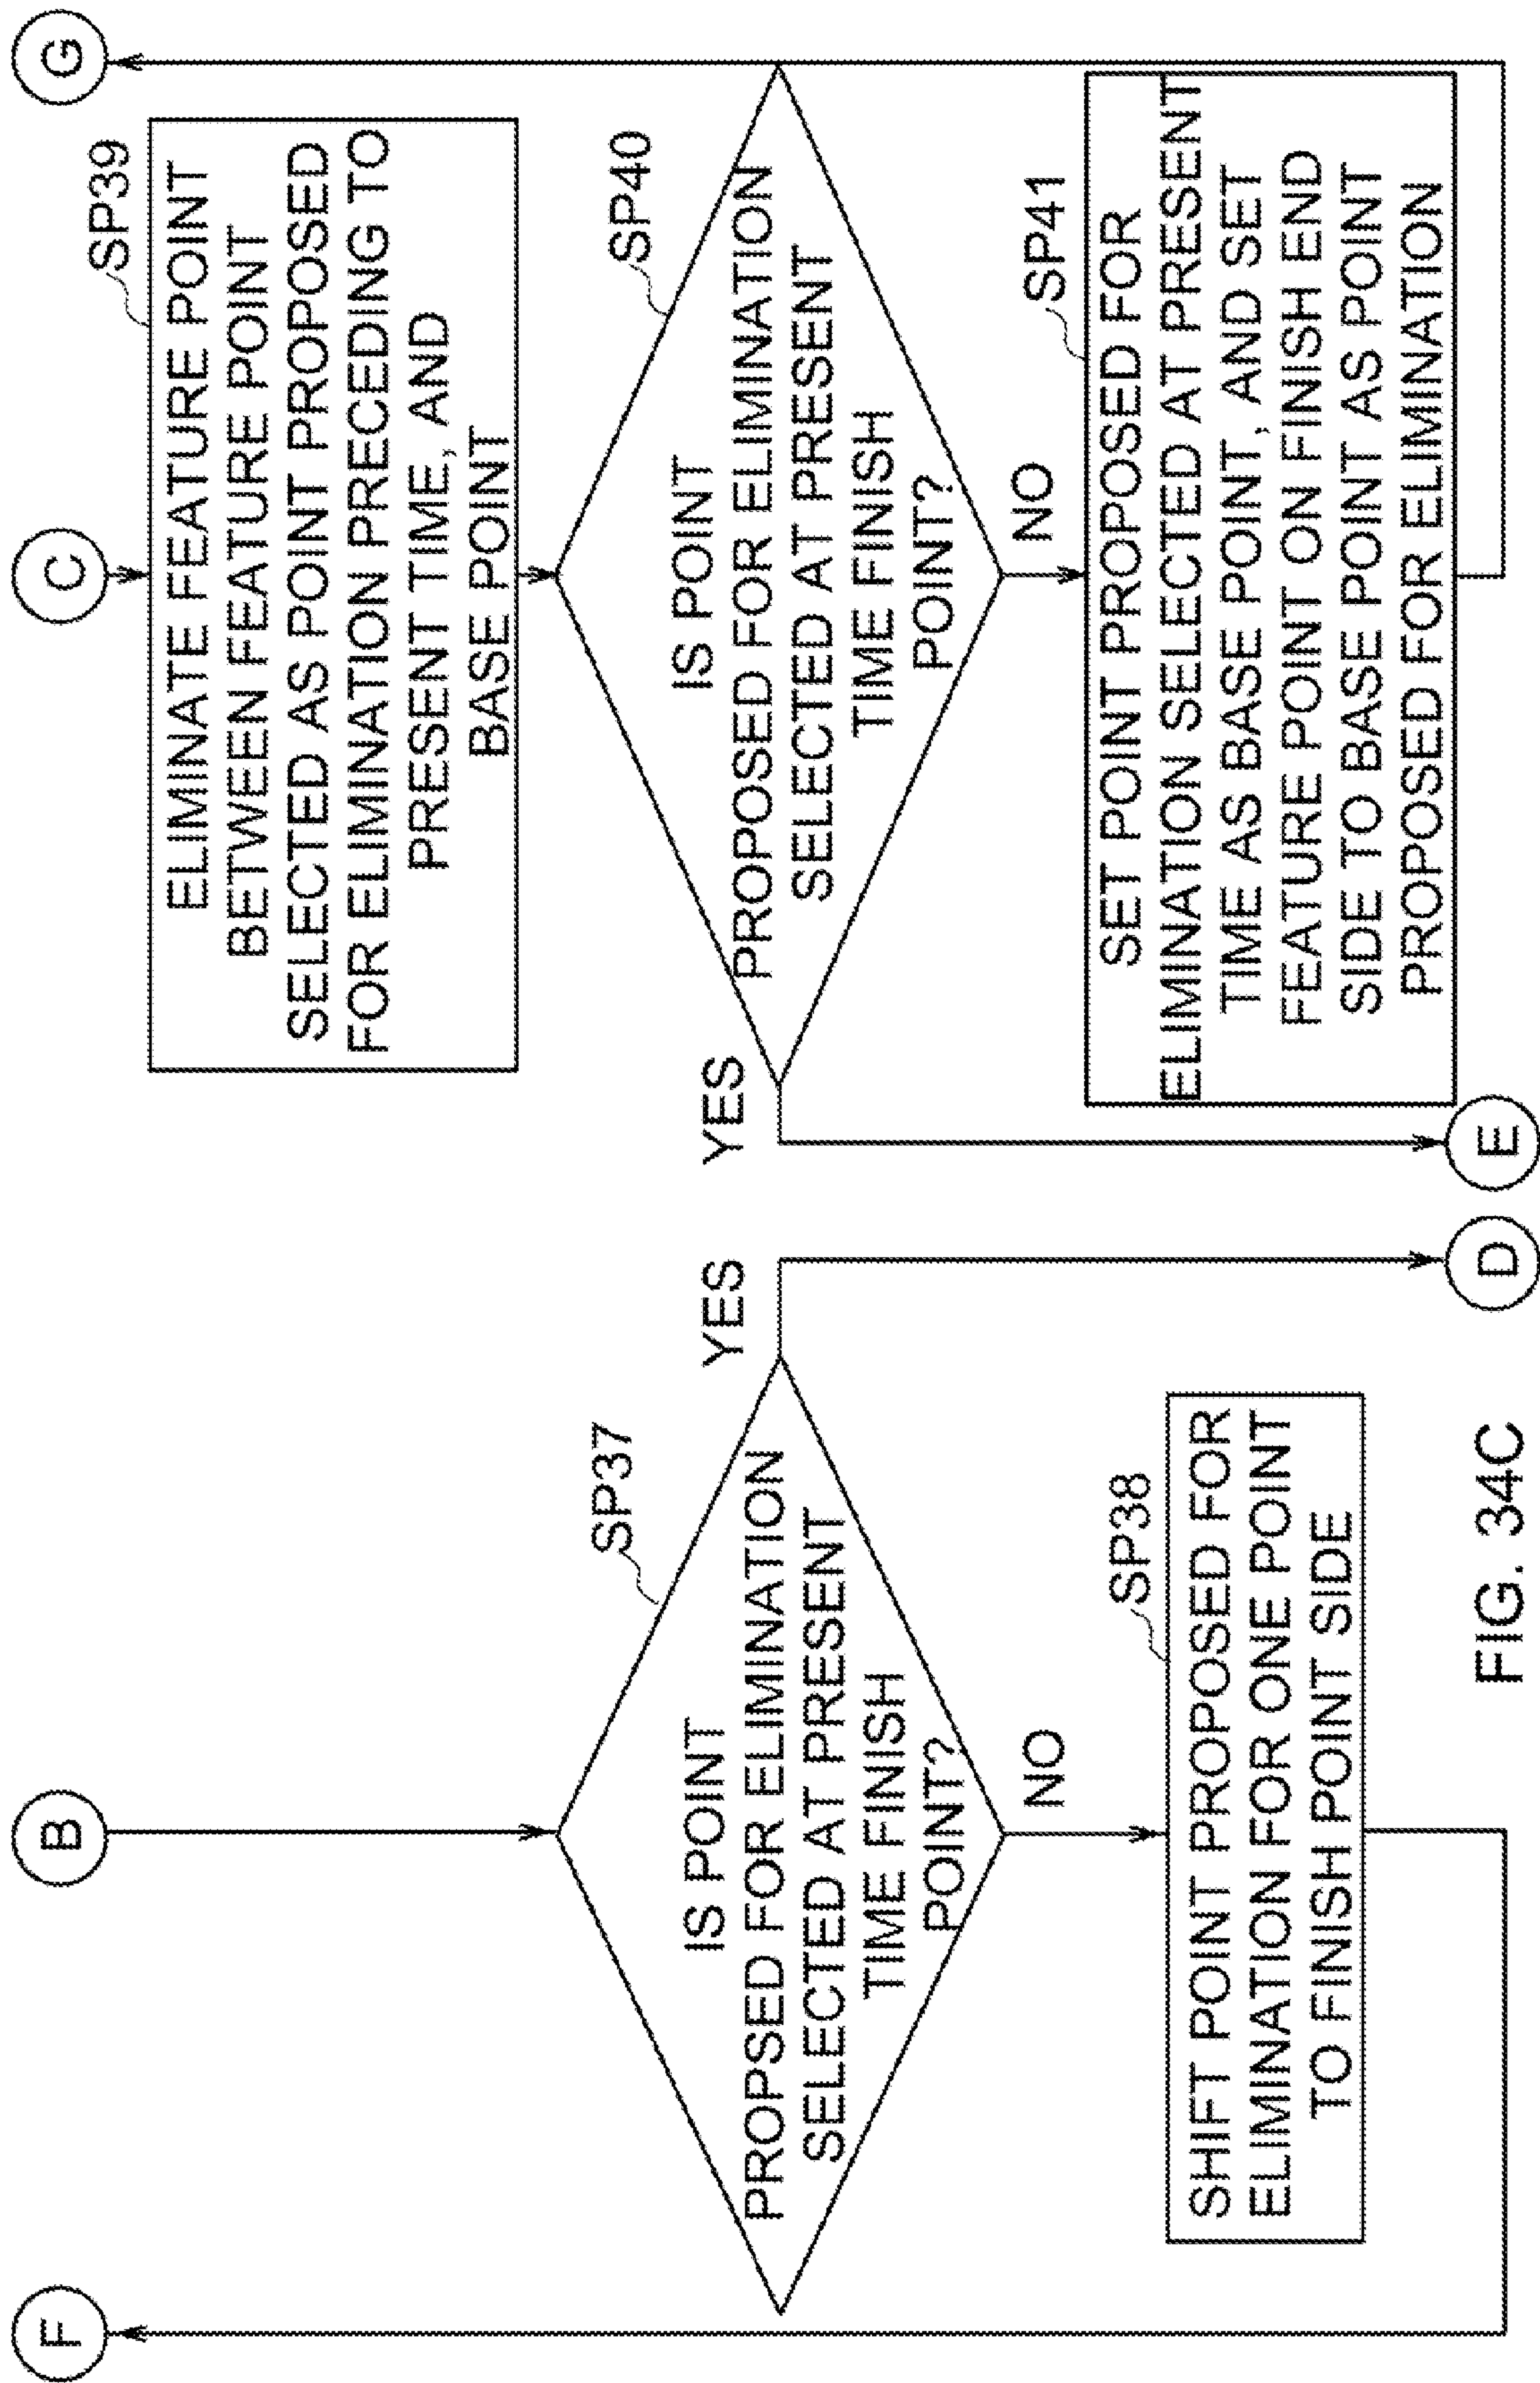 F
B
SP37
IS POINT
PROPSED FOR ELIMINATION
SELECTED AT PRESENT
TIME FINISH
POINT?
YES
NO
SP38
SHIFT POINT PROPOSED FOR
ELIMINATION FOR ONE POINT
TO FINISH POINT SIDE
D
C
G
SP39
ELIMINATE FEATURE POINT
BETWEEN FEATURE POINT
SELECTED AS POINT PROPOSED
FOR ELIMINATION PRECEDING TO
PRESENT TIME, AND
BASE POINT
SP40
IS POINT
PROPOSED FOR ELIMINATION
SELECTED AT PRESENT
TIME FINISH
POINT?
YES
NO
SP41
SET POINT PROPOSED FOR
ELIMINATION SELECTED AT PRESENT
TIME AS BASE POINT, AND SET
FEATURE POINT ON FINISH END
SIDE TO BASE POINT AS POINT
PROPOSED FOR ELIMINATION
E
FIG. 34C